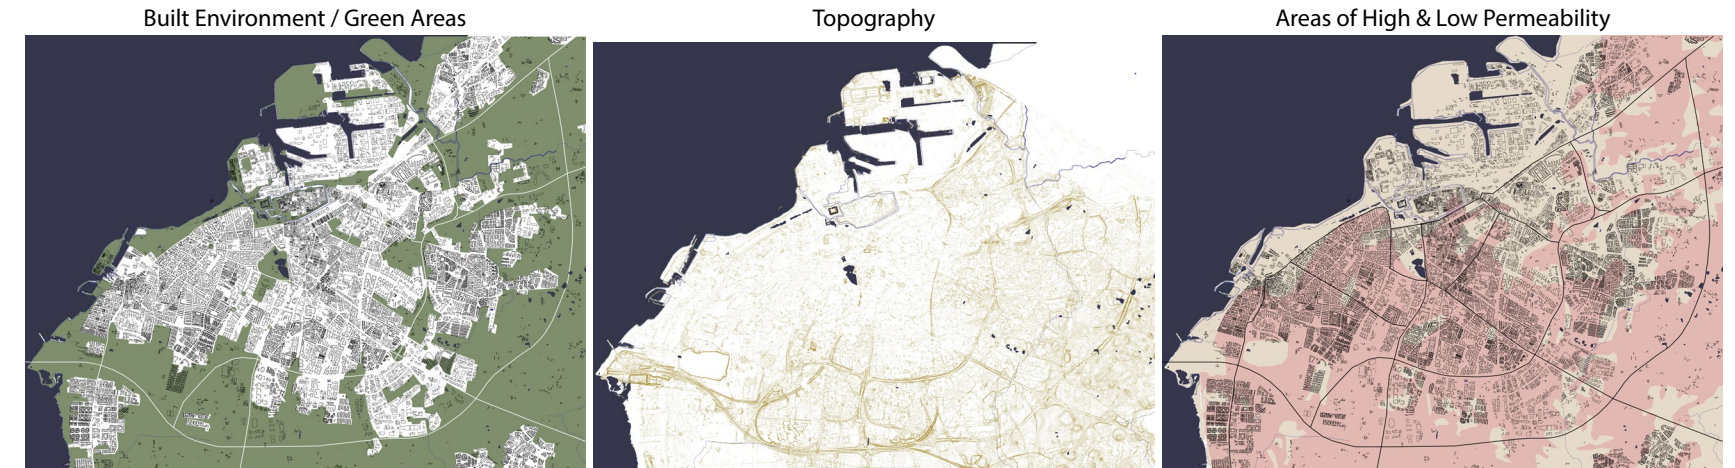 Built Environment / Green Areas
Topography
Areas of High & Low Permeability